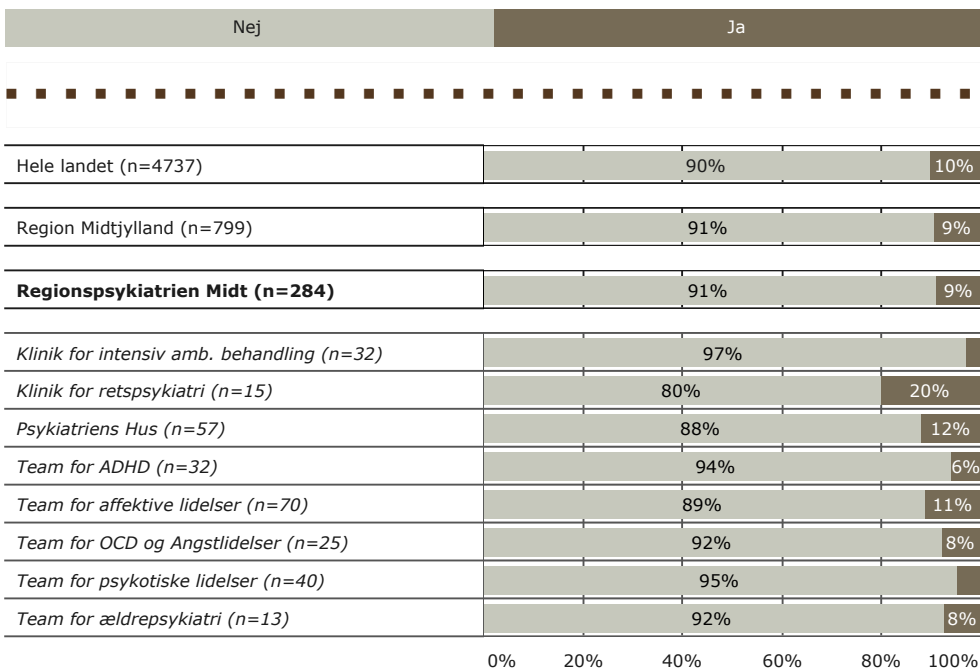 Nej Ja
Hele landet (n=4737) 90% 10%
Region Midtjylland (n=799) 91% 9%
Regionspsykiatrien Midt (n=284) 91% 9%
Klinik for intensiv amb. behandling (n=32) 97%
Klinik for retspsykiatri (n=15) 80% 20%
Psykiatriens Hus (n=57) 88% 12%
Team for ADHD (n=32) 94% 6%
Team for affektive lidelser (n=70) 89% 11%
Team for OCD og Angstlidelser (n=25) 92% 8%
Team for psykotiske lidelser (n=40) 95%
Team for ældrepsykiatri (n=13) 92% 8%
0% 20% 40% 60% 80% 100%